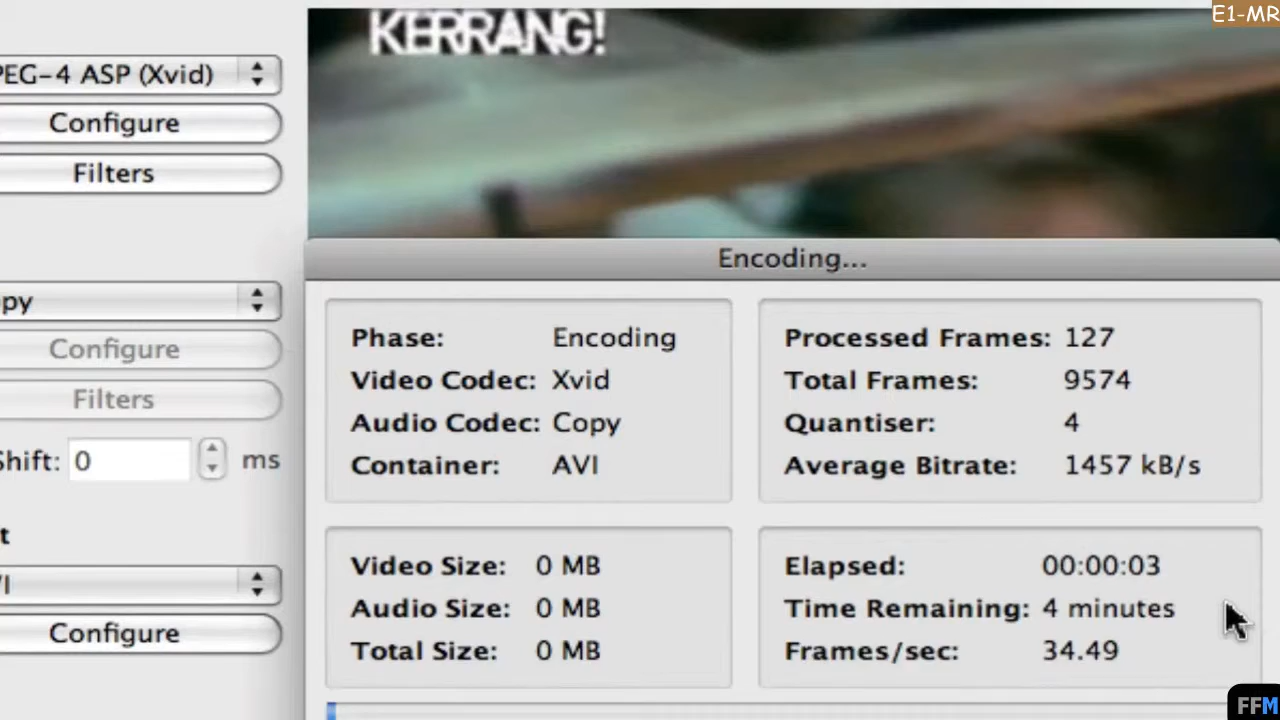 E1-MR
KERRANG!
PEG-4 ASP (Xvid)
Configure
Filters
Encoding...
py
Configure
Filters
Shift: 0 ms
t
I
Configure
Phase: Encoding
Video Codec: Xvid
Audio Codec: Copy
Container: AVI
Processed Frames: 127
Total Frames: 9574
Quantiser: 4
Average Bitrate: 1457 kB/s
Video Size: 0 MB
Audio Size: 0 MB
Total Size: 0 MB
Elapsed: 00:00:03
Time Remaining: 4 minutes
Frames/sec: 34.49
FFM